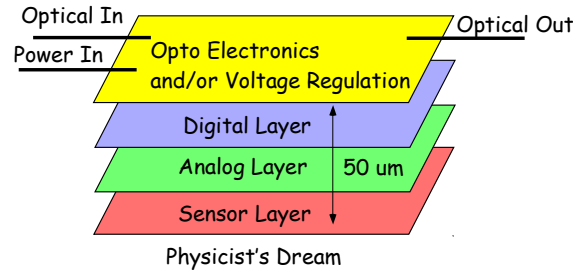 Optical In
Optical Out
Power In
Opto Electronics
and/or Voltage Regulation
Digital Layer
Analog Layer
50 um
Sensor Layer
Physicist's Dream